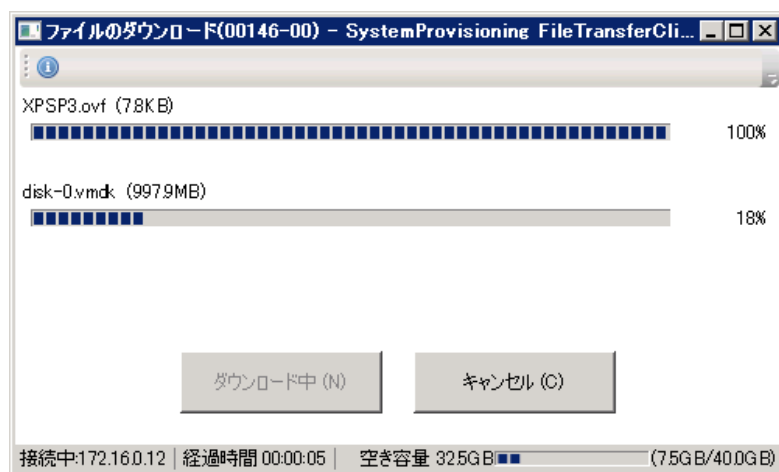 ファイルのダウンロード(00146-00) - SystemProvisioning FileTransferCli...
XPSP3.ovf (7.8KB)
100%
disk-0.vmdk (997.9MB)
18%
ダウンロード中 (N)
キャンセル (C)
接続中:172.16.0.12 経過時間 00:00:05 空き容量 32.5GB (7.5GB/40.0GB)